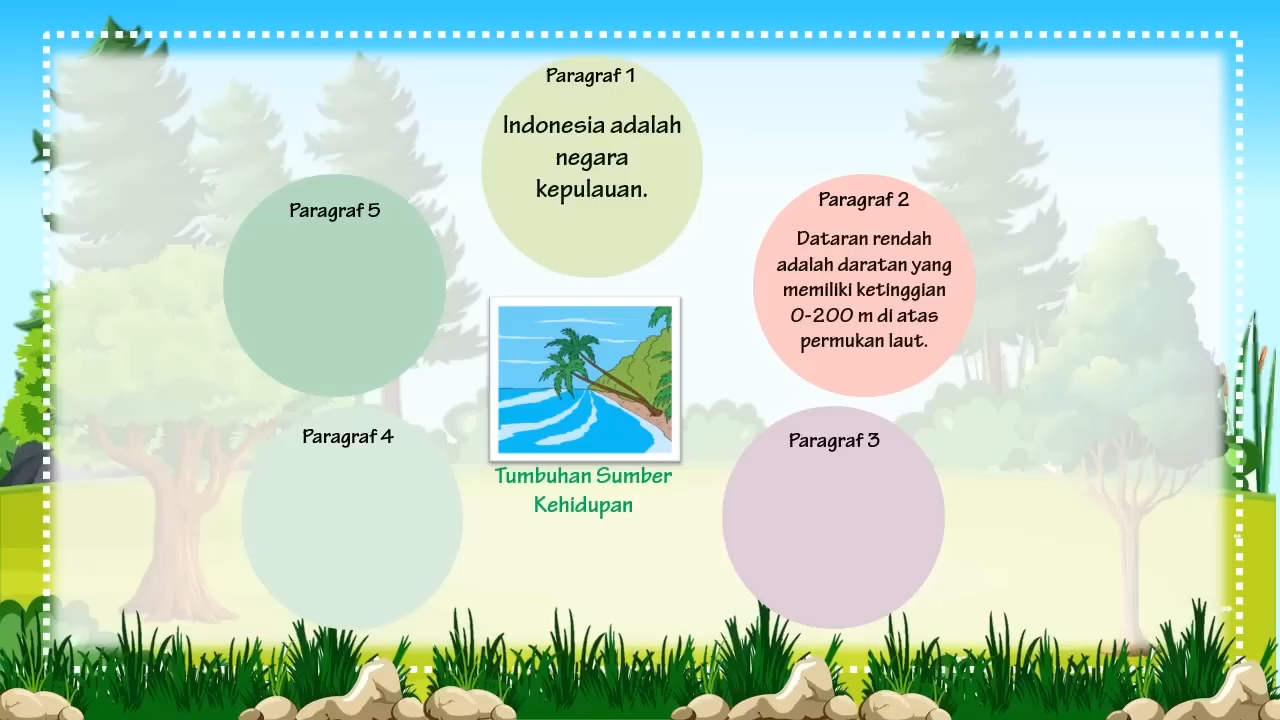 Paragraf 1
Indonesia adalah
negara
kepulauan.
Paragraf 2
Dataran rendah
adalah daratan yang
memiliki ketinggian
0-200 m di atas
permukan laut.
Paragraf 3
Paragraf 4
Paragraf 5
Tumbuhan Sumber
Kehidupan